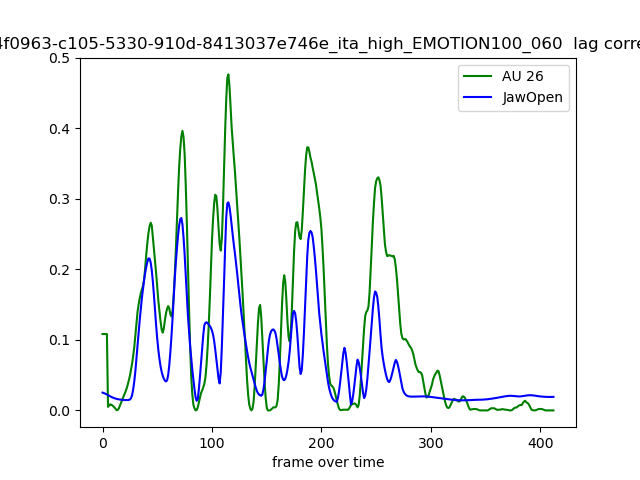 4f0963-c105-5330-910d-8413037e746e_ita_high_EMOTION100_060 lag corre
AU 26
JawOpen
0.5
0.4
0.3
0.2
0.1
0.0
0 100 200 300 400
frame over time